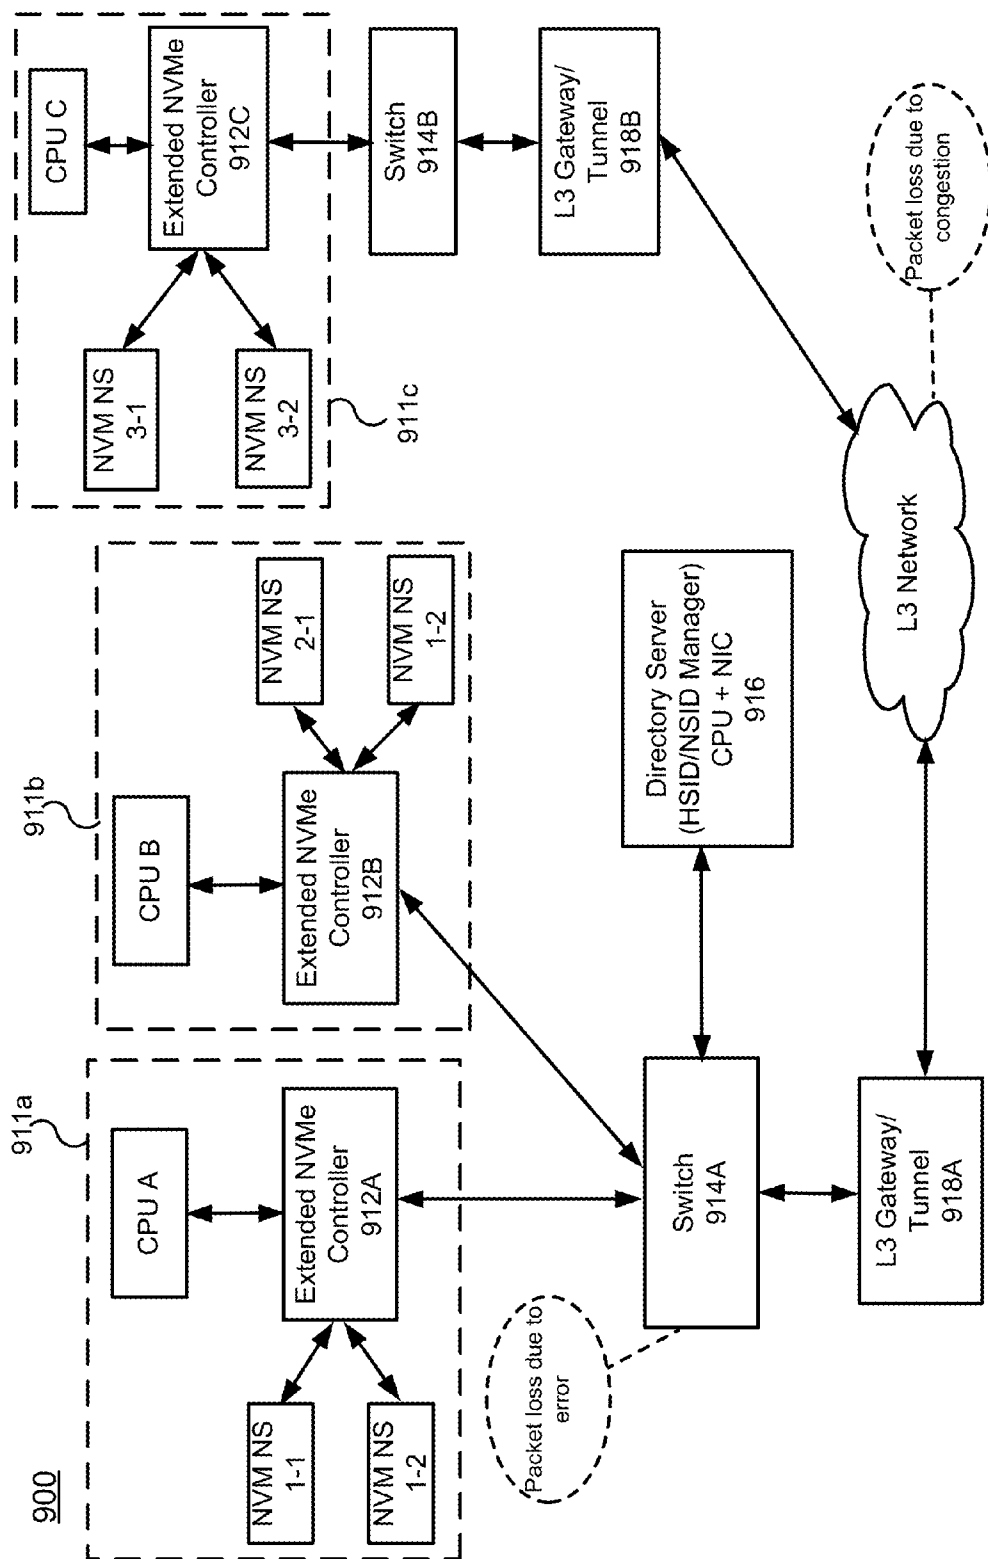 900
911a
CPU A
Extended NVMe
Controller
912A
NVM NS
1-1
NVM NS
1-2
911b
CPU B
Extended NVMe
Controller
912B
NVM NS
2-1
NVM NS
1-2
CPU C
Extended NVMe
Controller
912C
NVM NS
3-1
NVM NS
3-2
911c
Switch
914B
L3 Gateway/
Tunnel
918B
Packet loss due to
error
Switch
914A
Directory Server
(HSID/NSID Manager)
CPU + NIC
916
L3 Gateway/
Tunnel
918A
L3 Network
Packet loss due to
congestion